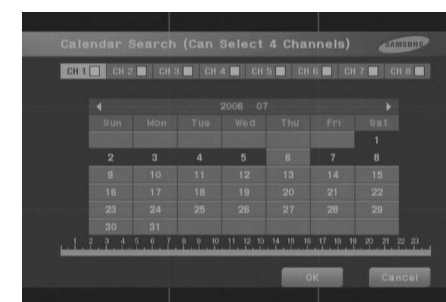 Calendar Search (Can Select 4 Channels) SAMSUNG
CH 1 CH 2 CH 3 CH 4 CH 5 CH 6 CH 7 CH 8
2006 07
Sun Mon Tue Wed Thu Fri Sat
1
2 3 4 5 6 7 8
9 10 11 12 13 14 15
16 17 18 19 20 21 22
23 24 25 26 27 28 29
30 31
1 2 3 4 5 6 7 8 9 10 11 12 13 14 15 16 17 18 19 20 21 22 23
OK Cancel